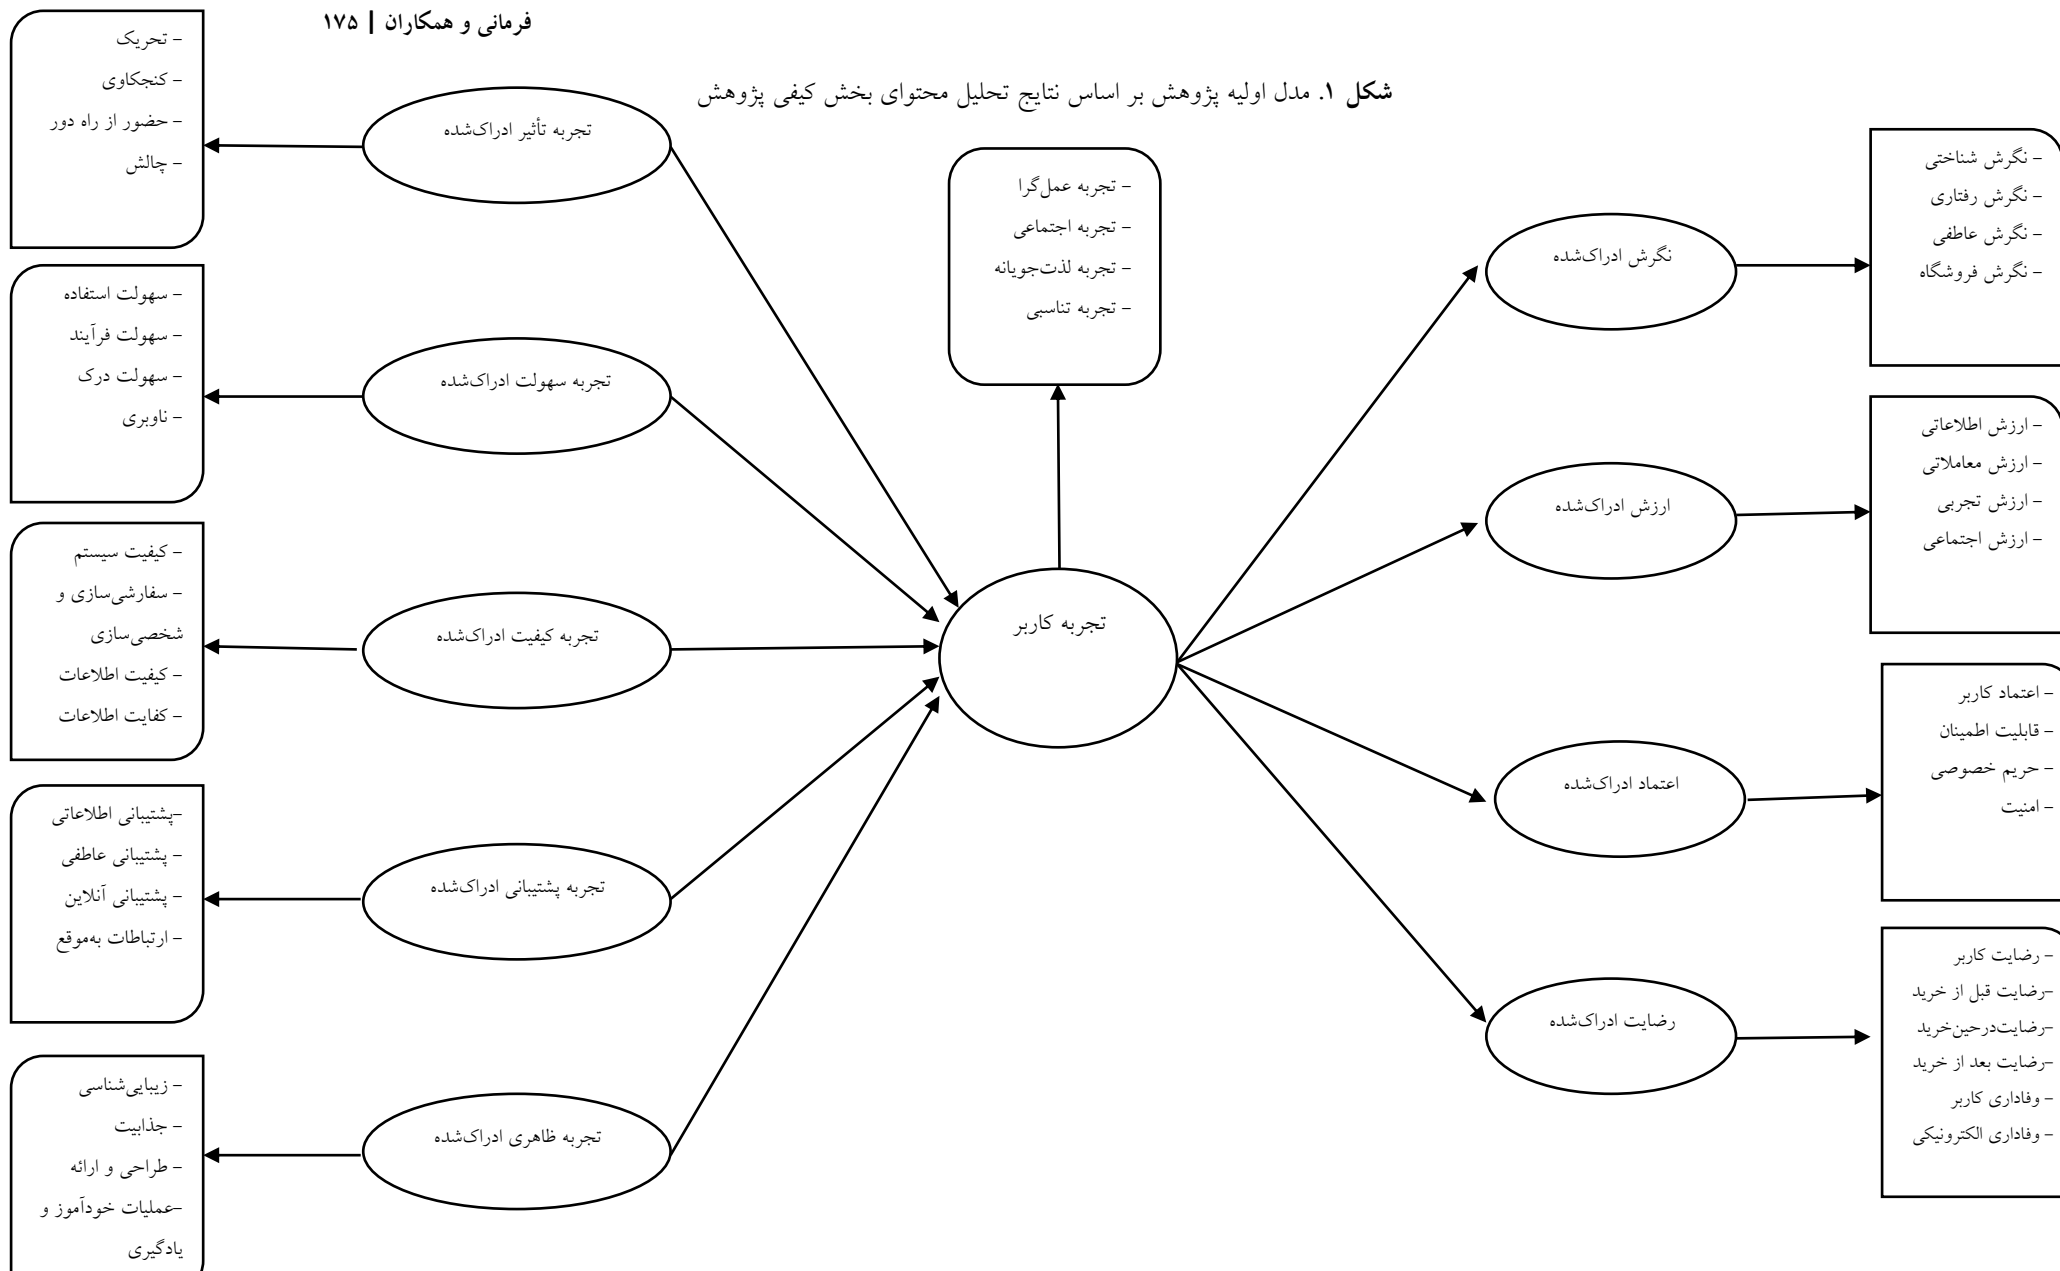 فرمانی و همکاران | ۱۷۵
شکل ۱. مدل اولیه پژوهش بر اساس نتایج تحلیل محتوای بخش کیفی پژوهش
- نگرش شناختی
- نگرش رفتاری
- نگرش عاطفی
- نگرش فروشگاه
نگرش ادراک‌شده
- ارزش اطلاعاتی
- ارزش معاملاتی
- ارزش تجربی
- ارزش اجتماعی
ارزش ادراک‌شده
- اعتماد کاربر
- قابلیت اطمینان
- حریم خصوصی
- امنیت
اعتماد ادراک‌شده
- رضایت کاربر
-رضایت قبل از خرید
-رضایت‌درحین‌خرید
-رضایت بعد از خرید
- وفاداری کاربر
- وفاداری الکترونیکی
رضایت ادراک‌شده
- تجربه عمل‌گرا
- تجربه اجتماعی
- تجربه لذت‌جویانه
- تجربه تناسبی
تجربه کاربر
تجربه تأثیر ادراک‌شده
- تحریک
- کنجکاوی
- حضور از راه دور
- چالش
تجربه سهولت ادراک‌شده
- سهولت استفاده
- سهولت فرآیند
- سهولت درک
- ناوبری
تجربه کیفیت ادراک‌شده
- کیفیت سیستم
- سفارشی‌سازی و
شخصی‌سازی
- کیفیت اطلاعات
- کفایت اطلاعات
تجربه پشتیبانی ادراک‌شده
-پشتیبانی اطلاعاتی
- پشتیبانی عاطفی
- پشتیبانی آنلاین
- ارتباطات به‌موقع
تجربه ظاهری ادراک‌شده
- زیبایی‌شناسی
- جذابیت
- طراحی و ارائه
-عملیات خودآموز و
یادگیری